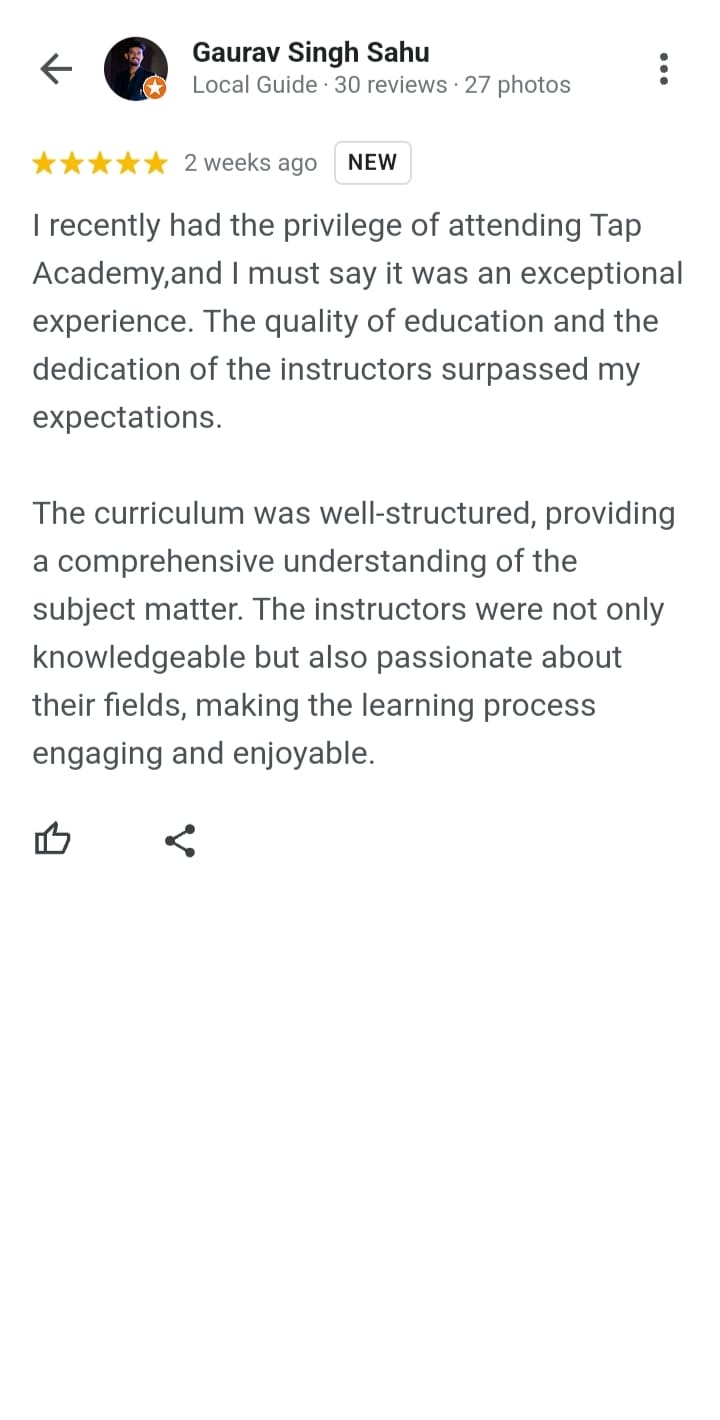 Gaurav Singh Sahu
Local Guide · 30 reviews · 27 photos
2 weeks ago NEW
I recently had the privilege of attending Tap
Academy,and I must say it was an exceptional
experience. The quality of education and the
dedication of the instructors surpassed my
expectations.
The curriculum was well-structured, providing
a comprehensive understanding of the
subject matter. The instructors were not only
knowledgeable but also passionate about
their fields, making the learning process
engaging and enjoyable.